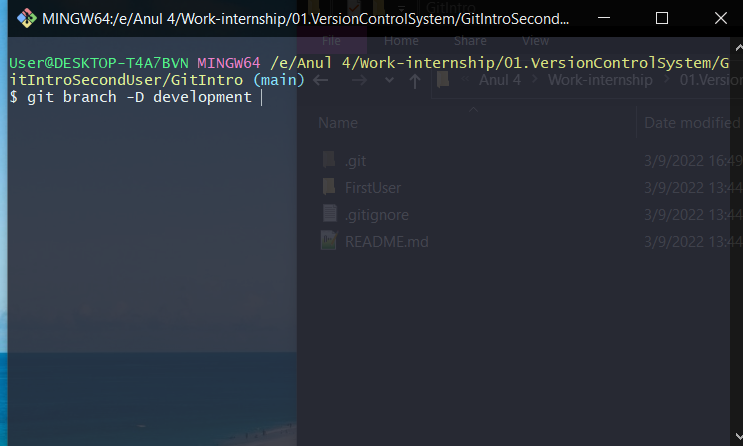 MINGW64:/e/Anul 4/Work-internship/01.VersionControlSystem/GitIntroSecond...
GitIntro
File Home Share View
User@DESKTOP-T4A7BVN MINGW64 /e/Anul 4/Work-internship/01.VersionControlSystem/G
itIntroSecondUser/GitIntro (main)
Anul 4 Work-internship 01.Version
$ git branch -D development
Name Date modified
.git 3/9/2022 16:49
FirstUser 3/9/2022 13:44
.gitignore 3/9/2022 13:44
README.md 3/9/2022 13:44